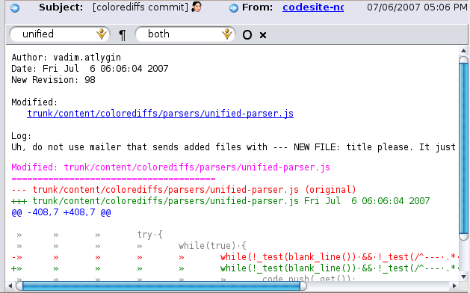 Subject: [colorediffs commit] From: codesite-nc 07/06/2007 05:06 PM
unified ¶ both O ×
Author: vadim.atlygin
Date: Fri Jul 6 06:06:04 2007
New Revision: 98
Modified:
trunk/content/colorediffs/parsers/unified-parser.js
Log:
Uh, do not use mailer that sends added files with --- NEW FILE: title please. It just
Modified: trunk/content/colorediffs/parsers/unified-parser.js
==============================================
--- trunk/content/colorediffs/parsers/unified-parser.js (original)
+++ trunk/content/colorediffs/parsers/unified-parser.js Fri Jul 6 06:06:04 2007
@@ -408,7 +408,7 @@
» » » try·{
» » » » while(true)·{
-» » » » » while(!_test(blank_line())·&&·!_test(/^---·.*
+» » » » » while(!_test(blank_line())·&&·!_test(/^---·.*
» » » » » » code.push(_get());